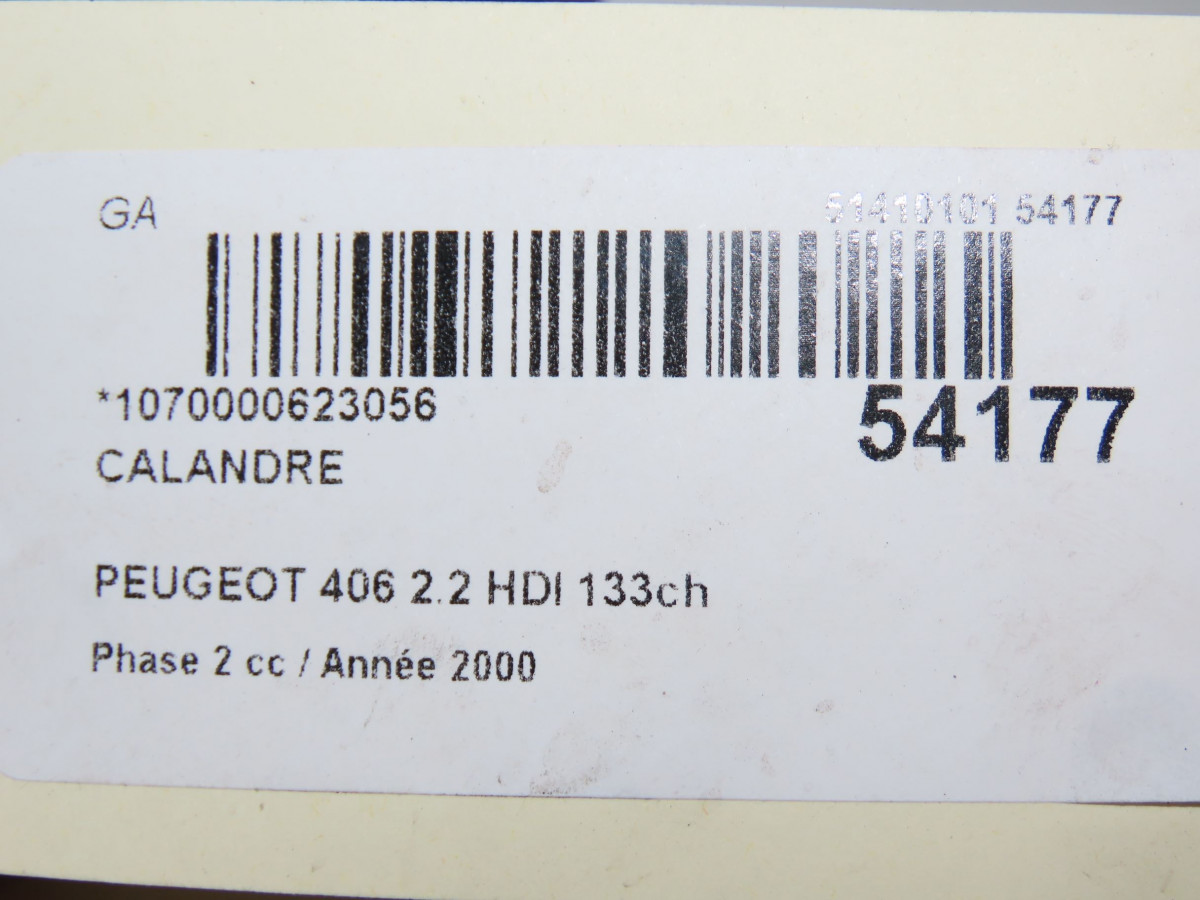 GA
51410101 54177
*1070000623056
54177
CALANDRE
PEUGEOT 406 2.2 HDI 133ch
Phase 2 cc / Année 2000